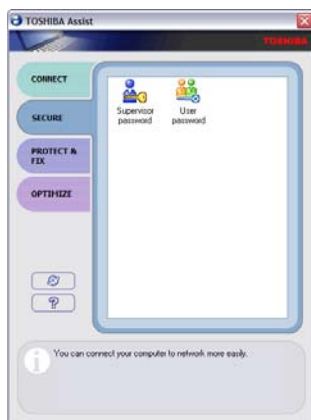 TOSHIBA Assist
TOSHIBA
CONNECT
SECURE
PROTECT &
FIX
OPTIMIZE
Supervisor
password
User
password
?
You can connect your computer to network more easily.